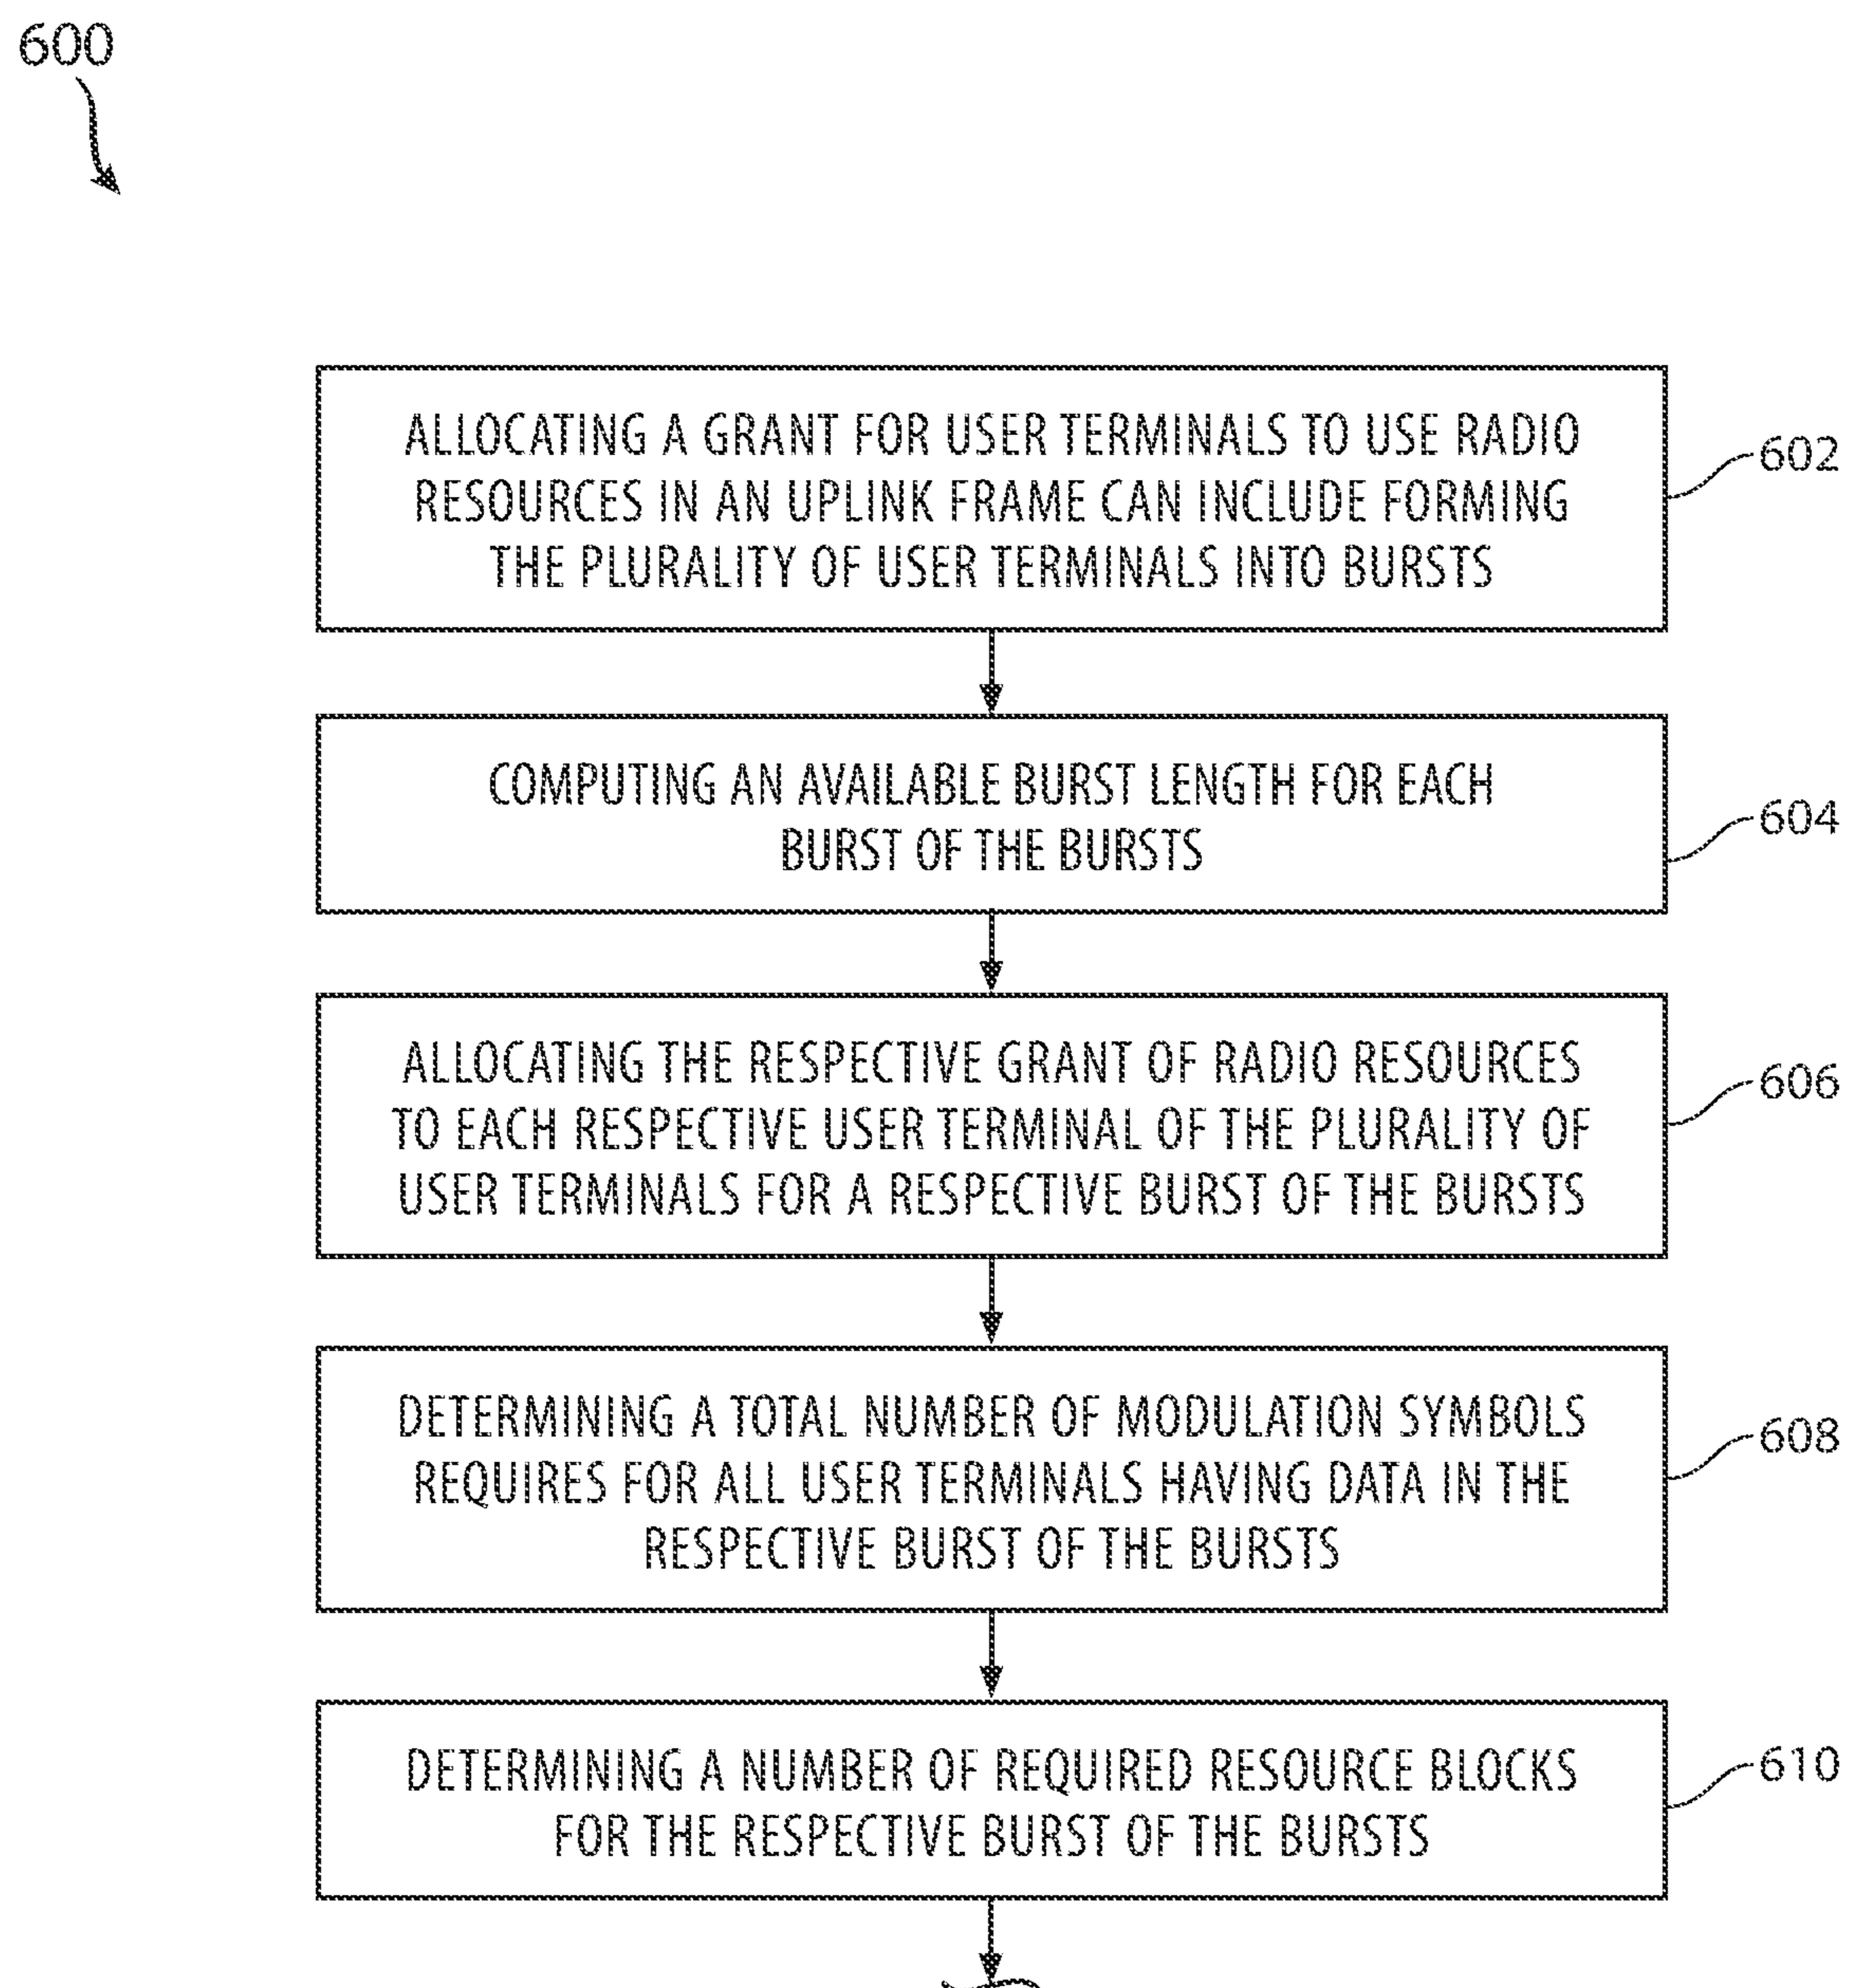 600
ALLOCATING A GRANT FOR USER TERMINALS TO USE RADIO
RESOURCES IN AN UPLINK FRAME CAN INCLUDE FORMING
THE PLURALITY OF USER TERMINALS INTO BURSTS
602
COMPUTING AN AVAILABLE BURST LENGTH FOR EACH
BURST OF THE BURSTS
604
ALLOCATING THE RESPECTIVE GRANT OF RADIO RESOURCES
TO EACH RESPECTIVE USER TERMINAL OF THE PLURALITY OF
USER TERMINALS FOR A RESPECTIVE BURST OF THE BURSTS
606
DETERMINING A TOTAL NUMBER OF MODULATION SYMBOLS
REQUIRES FOR ALL USER TERMINALS HAVING DATA IN THE
RESPECTIVE BURST OF THE BURSTS
608
DETERMINING A NUMBER OF REQUIRED RESOURCE BLOCKS
FOR THE RESPECTIVE BURST OF THE BURSTS
610